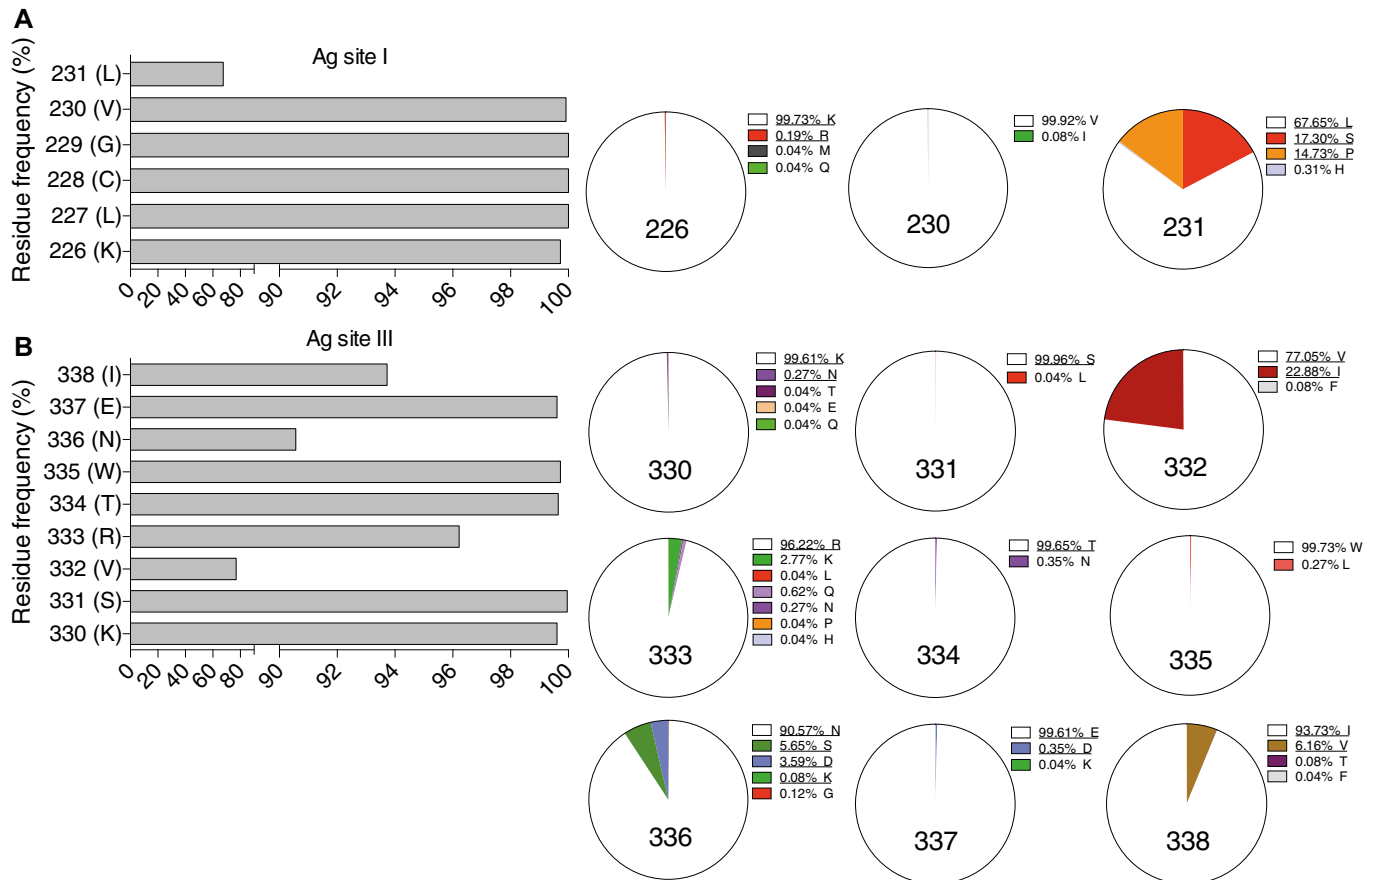 A
Residue frequency (%)
Ag site I
231 (L)
230 (V)
229 (G)
228 (C)
227 (L)
226 (K)
0 20 40 60 80 90 92 94 96 98 100
226
99.73% K
0.19% R
0.04% M
0.04% Q
230
99.92% V
0.08% I
231
67.65% L
17.30% S
14.73% P
0.31% H
B
Residue frequency (%)
Ag site III
338 (I)
337 (E)
336 (N)
335 (W)
334 (T)
333 (R)
332 (V)
331 (S)
330 (K)
0 20 40 60 80 90 92 94 96 98 100
330
99.61% K
0.27% N
0.04% T
0.04% E
0.04% Q
331
99.96% S
0.04% L
332
77.05% V
22.88% I
0.08% F
333
96.22% R
2.77% K
0.04% L
0.62% Q
0.27% N
0.04% P
0.04% H
334
99.65% T
0.35% N
335
99.73% W
0.27% L
336
90.57% N
5.65% S
3.59% D
0.08% K
0.12% G
337
99.61% E
0.35% D
0.04% K
338
93.73% I
6.16% V
0.08% T
0.04% F